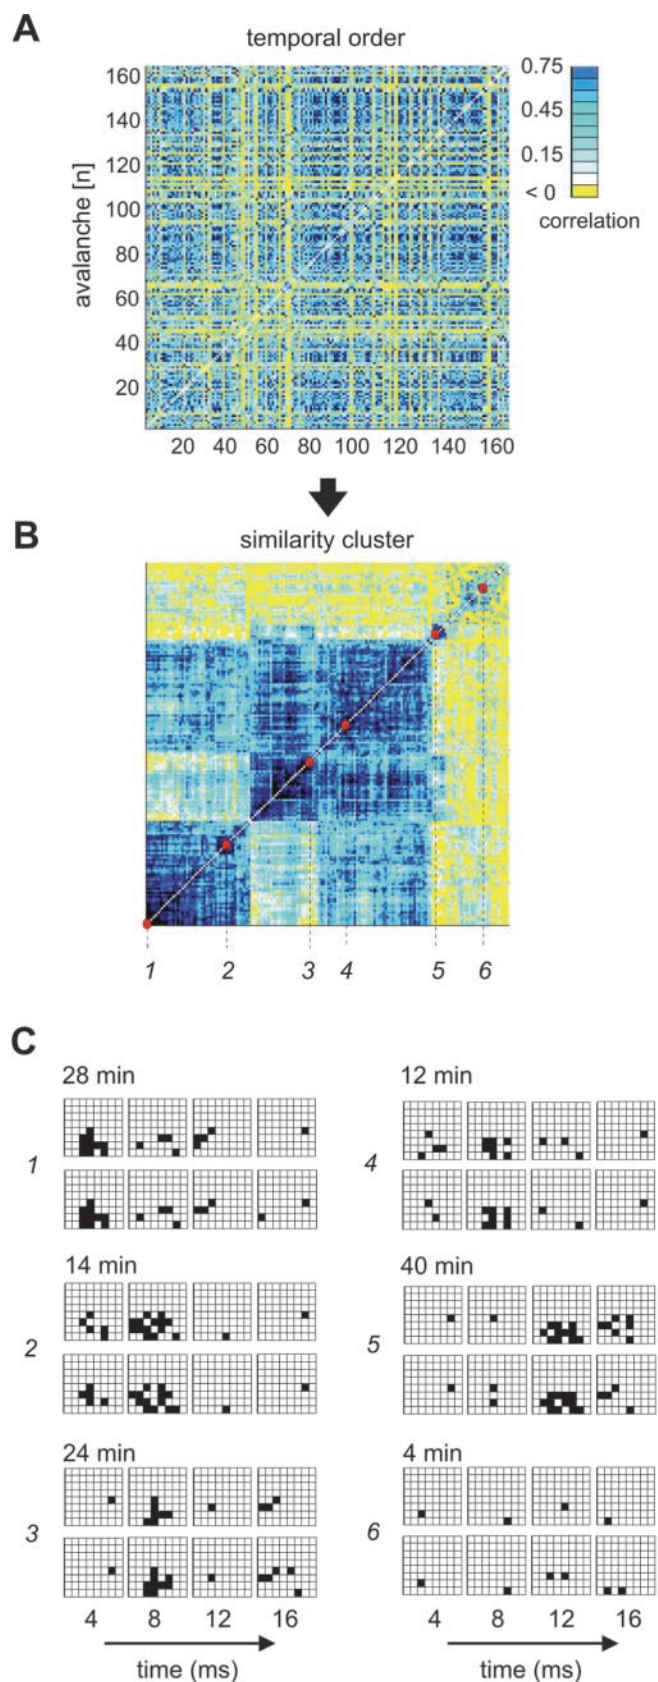 A
temporal order
160
140
120
100
80
60
40
20
avalanche [n]
20 40 60 80 100 120 140 160
0.75
0.45
0.15
< 0
correlation
B
similarity cluster
1 2 3 4 5 6
C
28 min
1
14 min
2
24 min
3
4 8 12 16
time (ms)
12 min
4
40 min
5
4 min
6
4 8 12 16
time (ms)